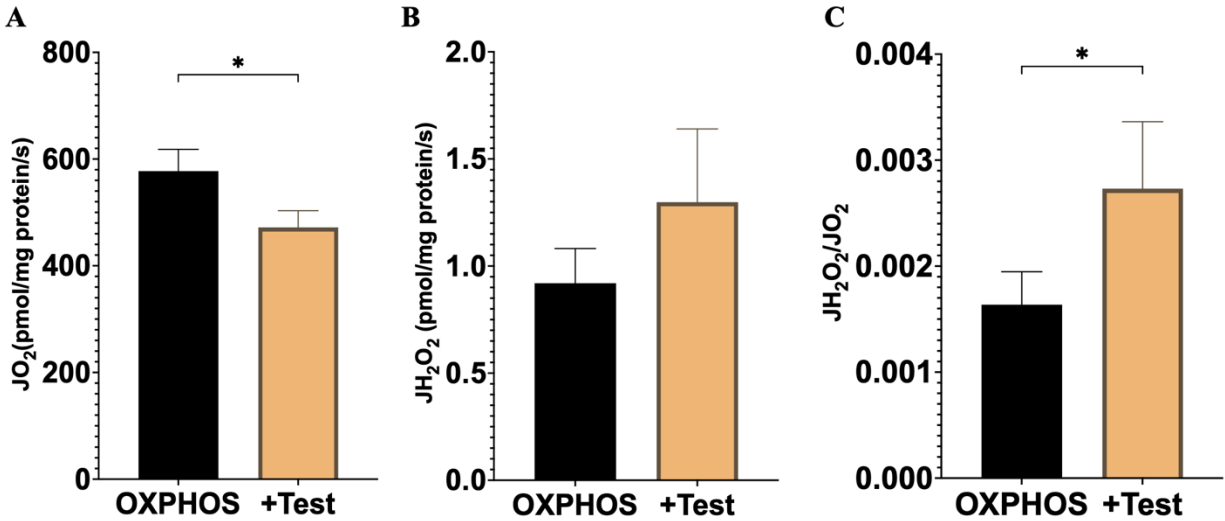 A
JO₂(pmol/mg protein/s)
800
600
400
200
0
*
OXPHOS +Test
B
JH₂O₂ (pmol/mg protein/s)
2.0
1.5
1.0
0.5
0.0
OXPHOS +Test
C
JH₂O₂/JO₂
0.004
0.003
0.002
0.001
0.000
*
OXPHOS +Test